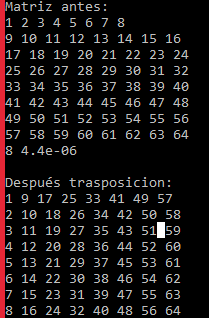 Matriz antes:
1 2 3 4 5 6 7 8
9 10 11 12 13 14 15 16
17 18 19 20 21 22 23 24
25 26 27 28 29 30 31 32
33 34 35 36 37 38 39 40
41 42 43 44 45 46 47 48
49 50 51 52 53 54 55 56
57 58 59 60 61 62 63 64
8 4.4e-06
Después trasposicion:
1 9 17 25 33 41 49 57
2 10 18 26 34 42 50 58
3 11 19 27 35 43 51 59
4 12 20 28 36 44 52 60
5 13 21 29 37 45 53 61
6 14 22 30 38 46 54 62
7 15 23 31 39 47 55 63
8 16 24 32 40 48 56 64